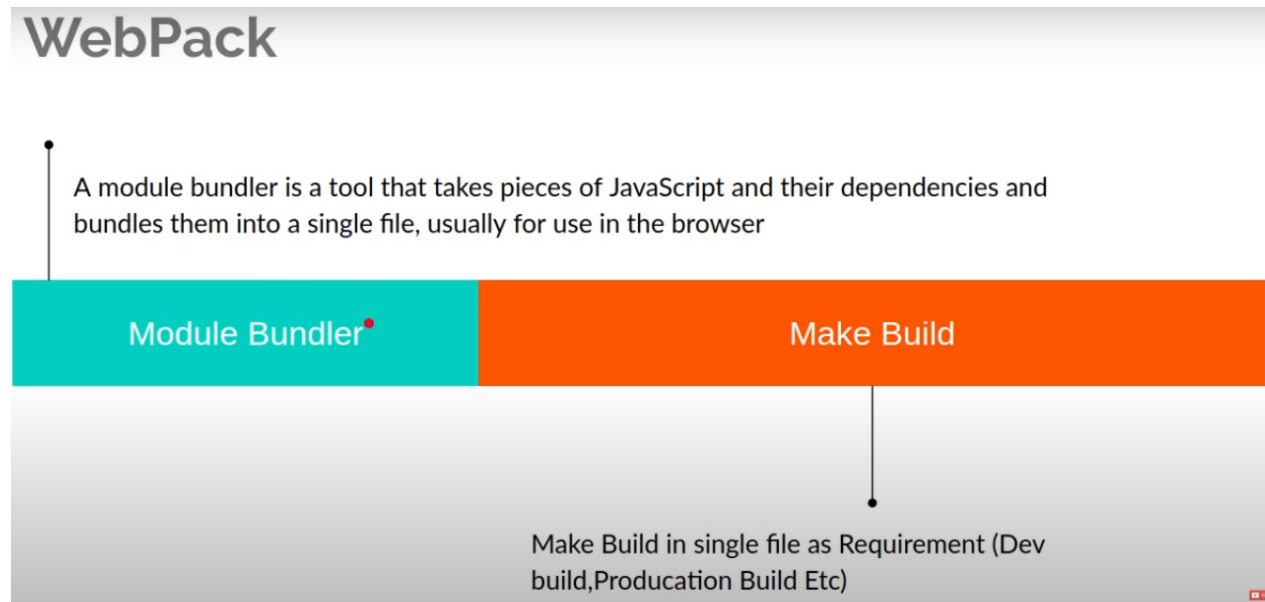 WebPack
A module bundler is a tool that takes pieces of JavaScript and their dependencies and
bundles them into a single file, usually for use in the browser
Module Bundler
Make Build
Make Build in single file as Requirement (Dev
build,Producation Build Etc)